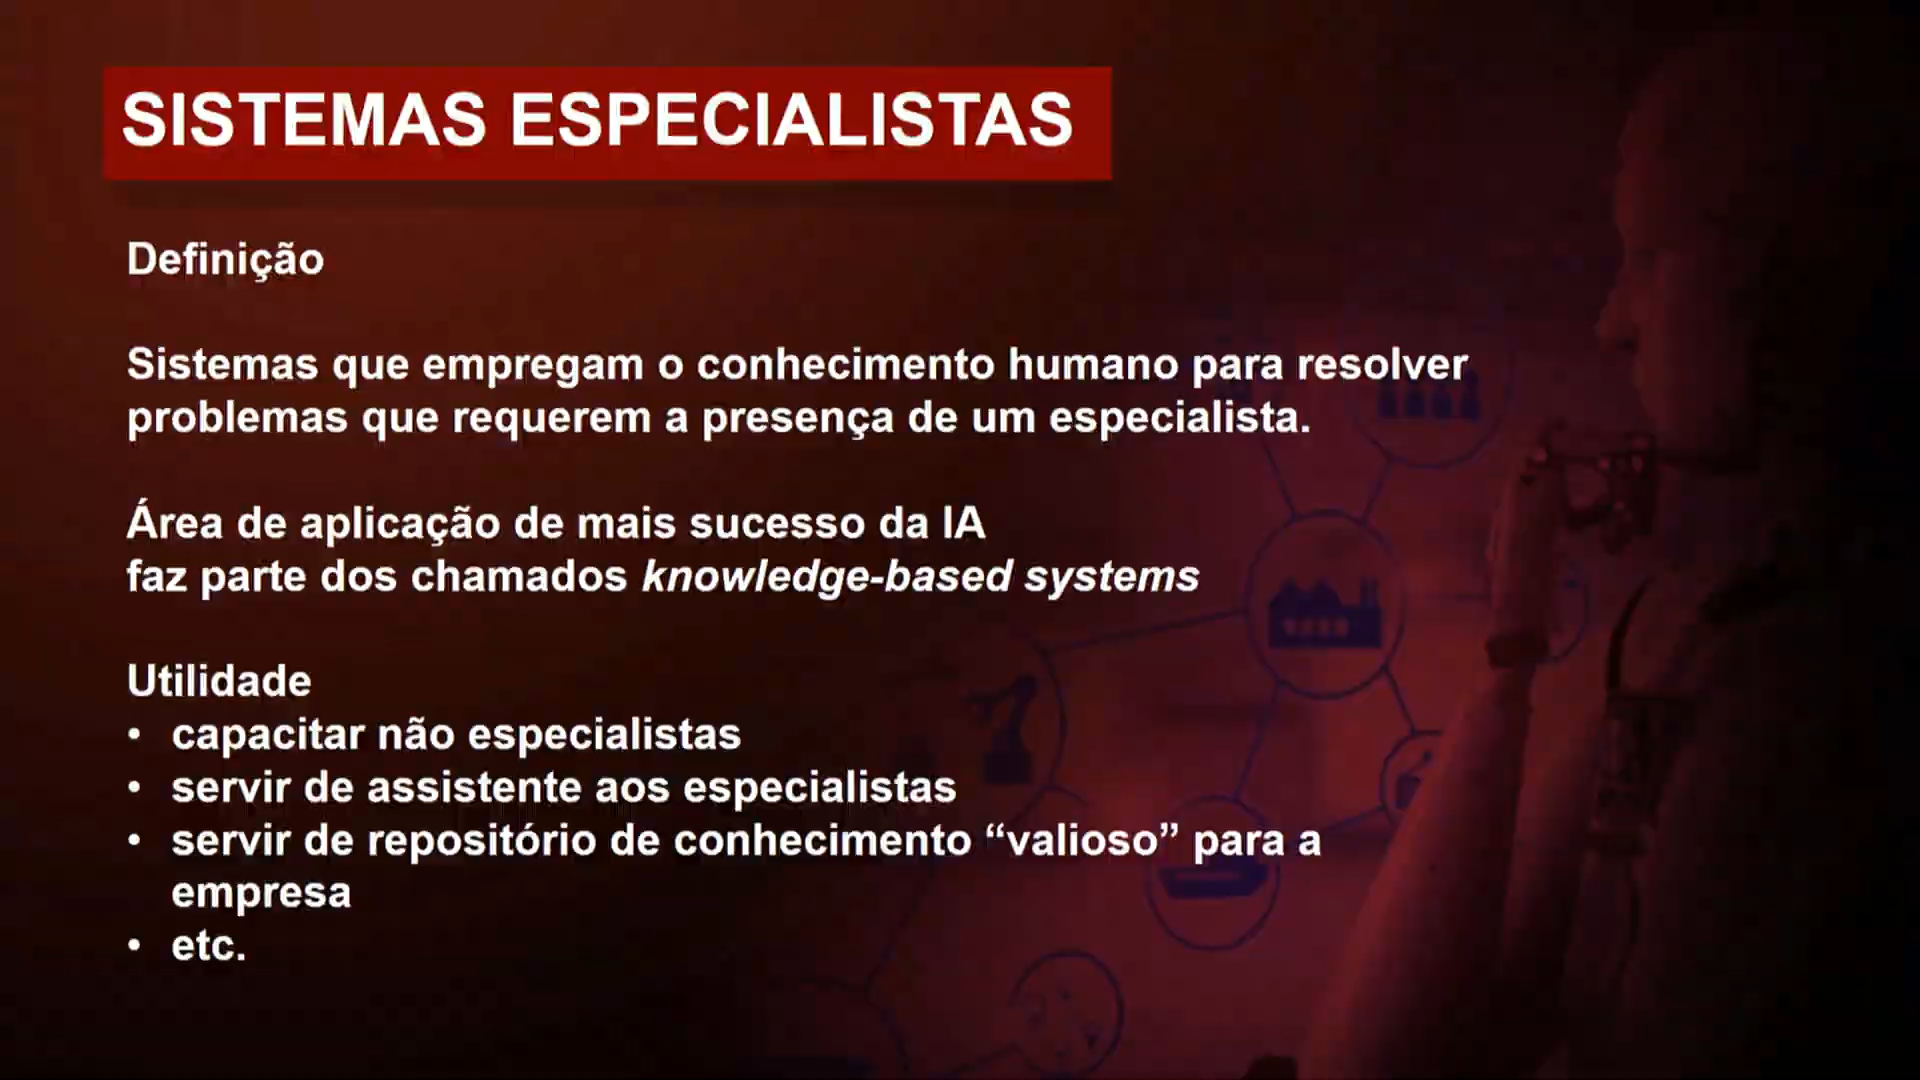 SISTEMAS ESPECIALISTAS
Definição
Sistemas que empregam o conhecimento humano para resolver
problemas que requerem a presença de um especialista.
Área de aplicação de mais sucesso da IA
faz parte dos chamados knowledge-based systems
Utilidade
• capacitar não especialistas
• servir de assistente aos especialistas
• servir de repositório de conhecimento “valioso” para a
empresa
• etc.